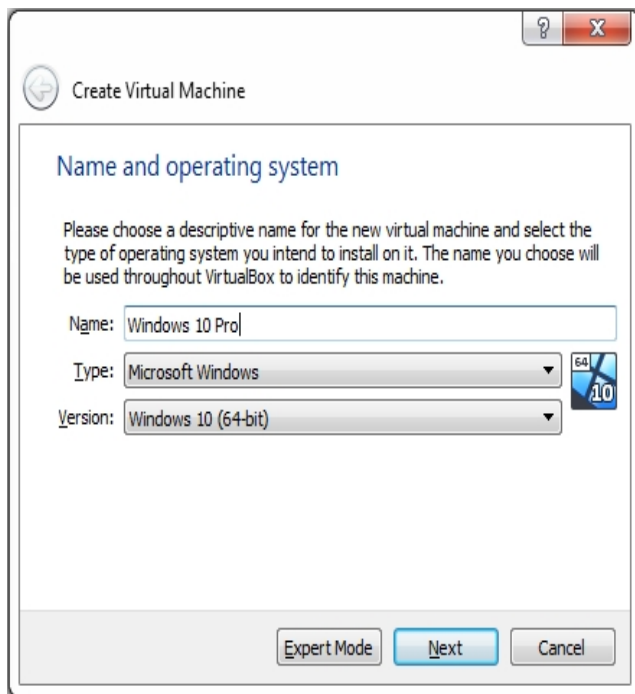 ?
X
Create Virtual Machine
Name and operating system
Please choose a descriptive name for the new virtual machine and select the
type of operating system you intend to install on it. The name you choose will
be used throughout VirtualBox to identify this machine.
Name: Windows 10 Pro
Type: Microsoft Windows
64
10
Version: Windows 10 (64-bit)
Expert Mode Next Cancel